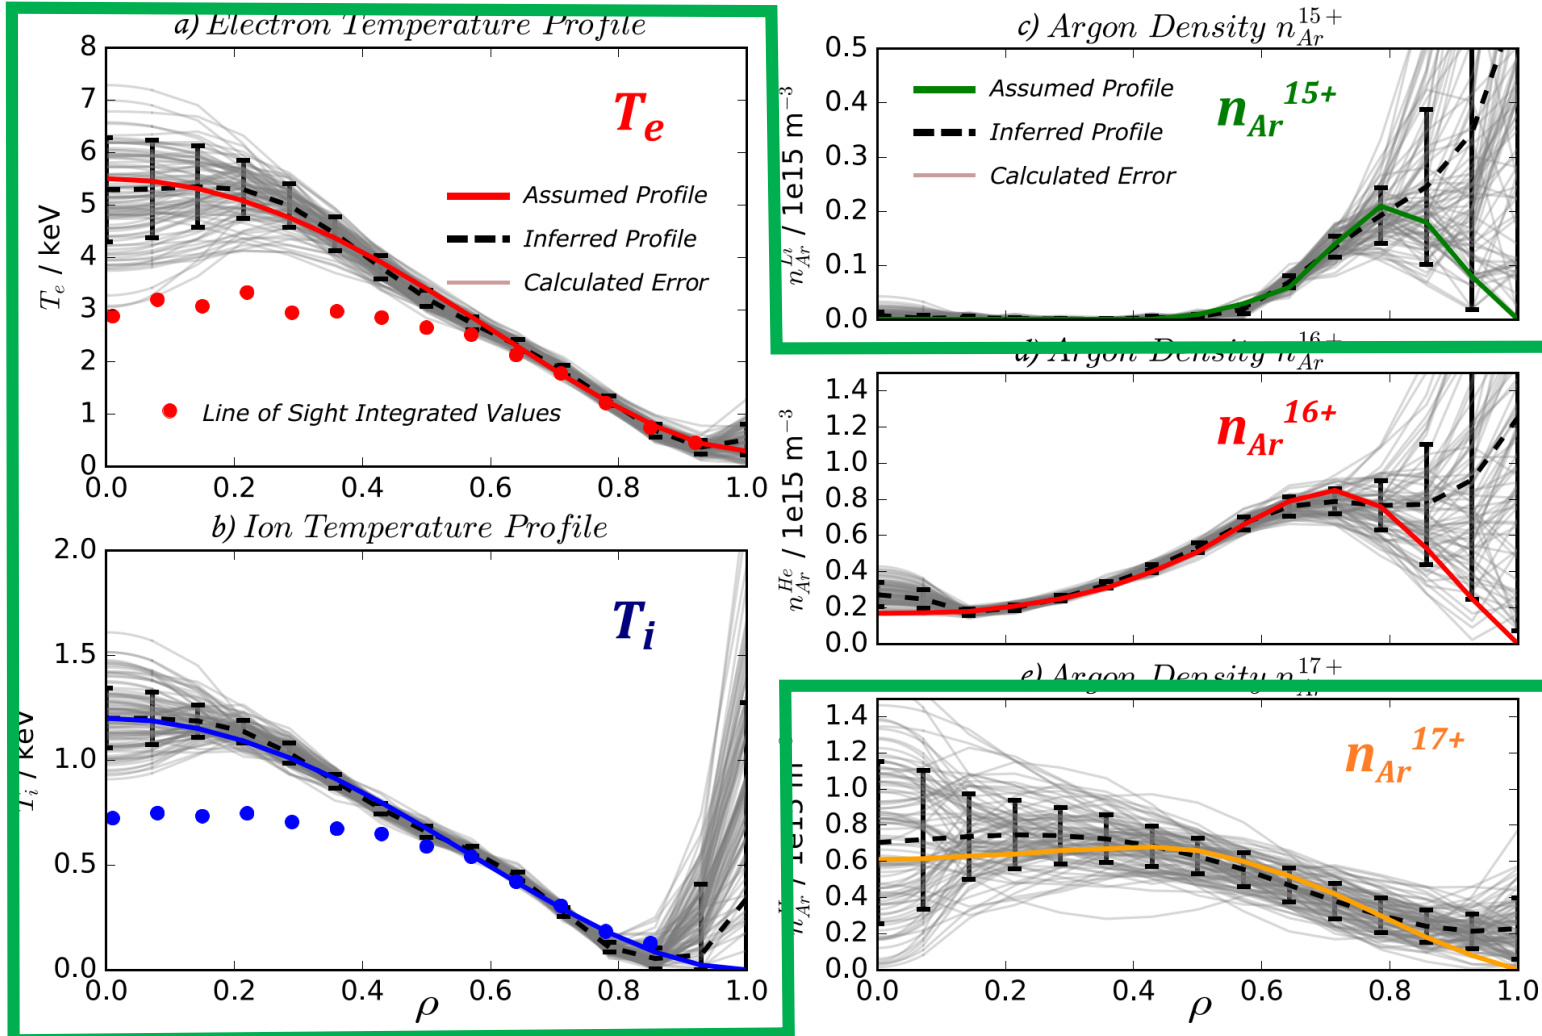 a) Electron Temperature Profile
8
7
6
5
4
3
2
1
0
T_e / keV
T_e
Assumed Profile
Inferred Profile
Calculated Error
Line of Sight Integrated Values
0.0 0.2 0.4 0.6 0.8 1.0
b) Ion Temperature Profile
2.0
1.5
1.0
0.5
0.0
T_i / keV
T_i
0.0 0.2 0.4 0.6 0.8 1.0
ρ
c) Argon Density n_Ar^15+
0.5
0.4
0.3
0.2
0.1
0.0
n_Ar^Li / 1e15 m^-3
Assumed Profile
Inferred Profile
Calculated Error
n_Ar^15+
d) Argon Density n_Ar^16+
1.4
1.2
1.0
0.8
0.6
0.4
0.2
0.0
n_Ar^He / 1e15 m^-3
n_Ar^16+
e) Argon Density n_Ar^17+
1.4
1.2
1.0
0.8
0.6
0.4
0.2
0.0
/ 1e15 m
n_Ar^17+
0.0 0.2 0.4 0.6 0.8 1.0
ρ